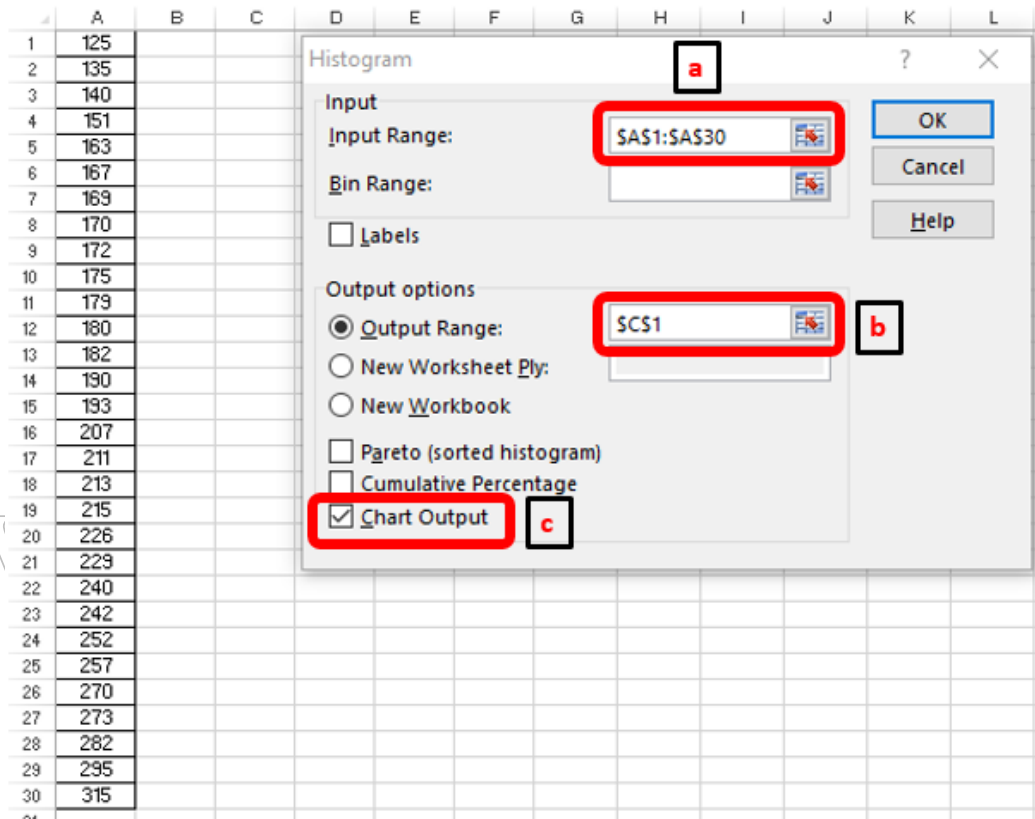 A B C D E F G H I J K L
1 125
2 135
3 140
4 151
5 163
6 167
7 169
8 170
9 172
10 175
11 179
12 180
13 182
14 190
15 193
16 207
17 211
18 213
19 215
20 226
21 229
22 240
23 242
24 252
25 257
26 270
27 273
28 282
29 295
30 315
Histogram ?
a
Input
Input Range: $A$1:$A$30
Bin Range:
Labels
OK
Cancel
Help
Output options
Output Range: $C$1
b
New Worksheet Ply:
New Workbook
Pareto (sorted histogram)
Cumulative Percentage
Chart Output
c